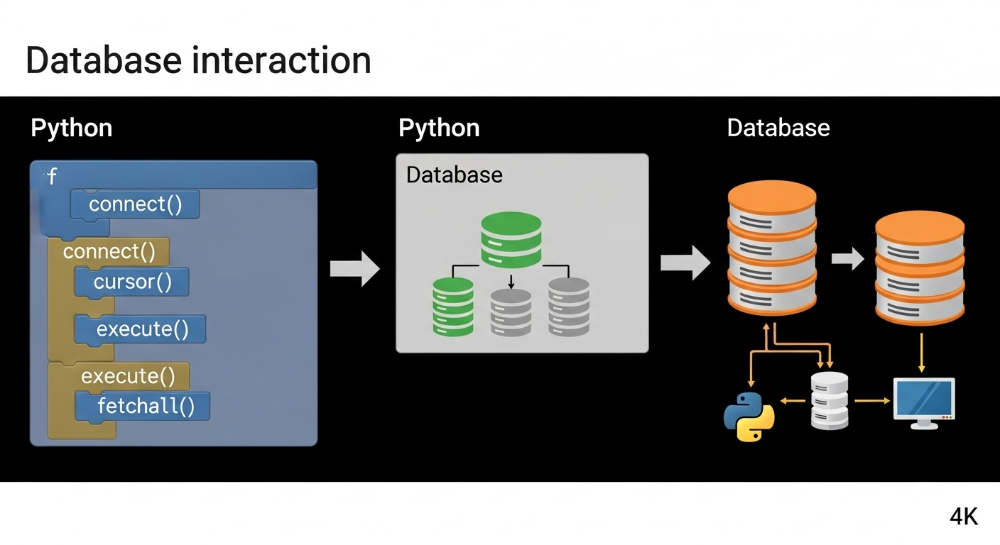 Database interaction
Python
f
connect()
connect()
cursor()
execute()
execute()
fetchall()
Python
Database
Database
4K